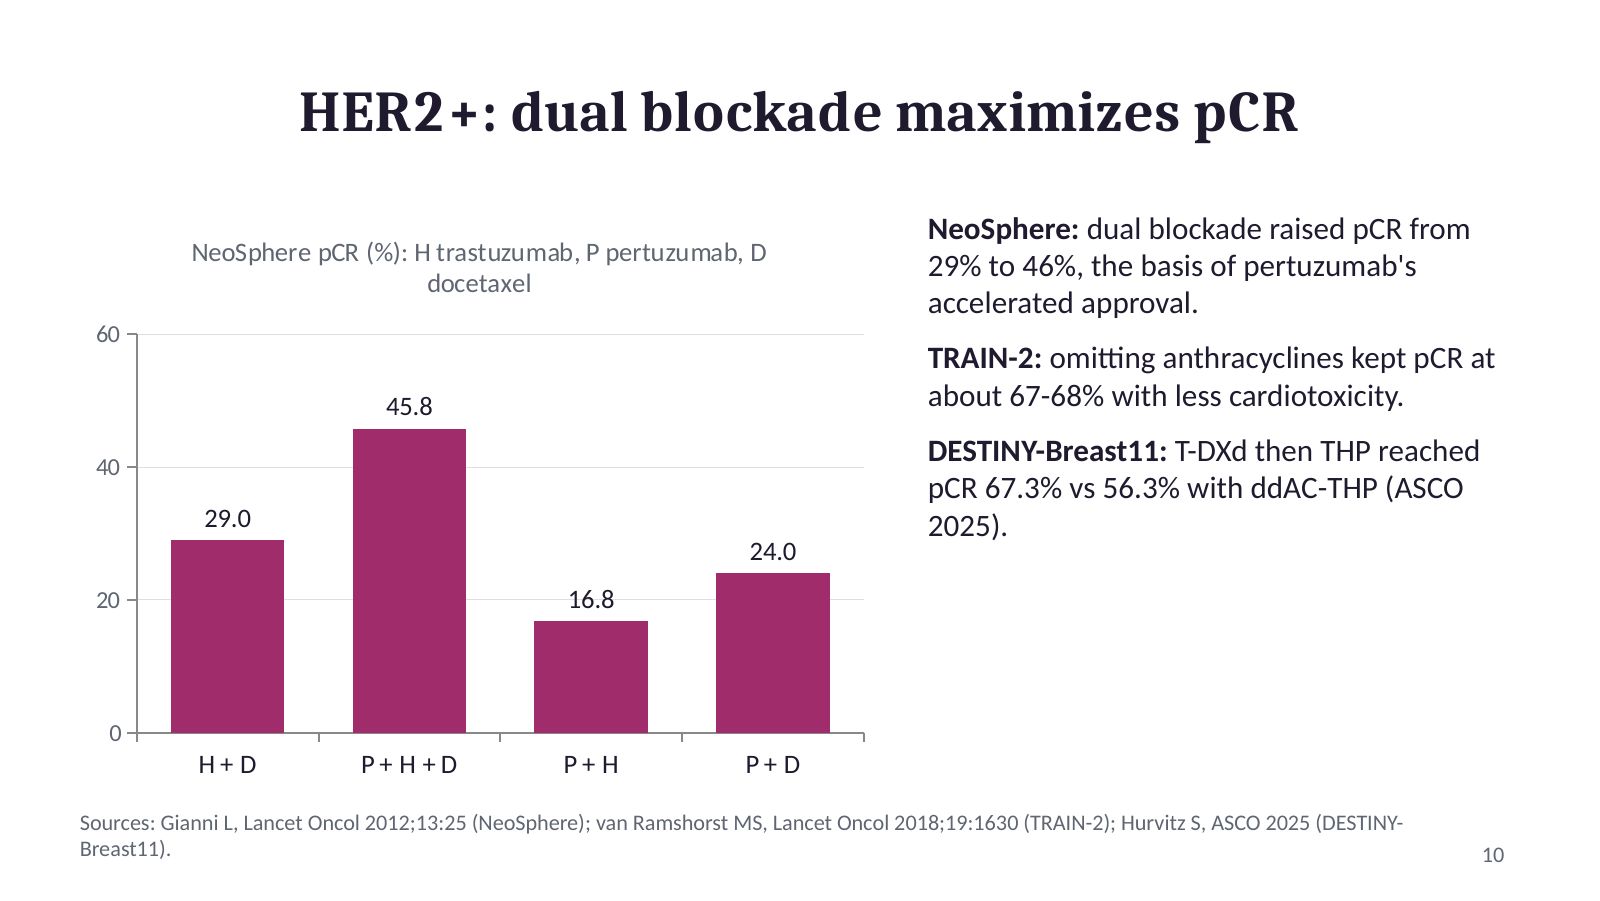 HER2+: dual blockade maximizes pCR
NeoSphere pCR (%): H trastuzumab, P pertuzumab, D
docetaxel
60
40
20
0
29.0
45.8
16.8
24.0
H + D
P + H + D
P + H
P + D
NeoSphere: dual blockade raised pCR from
29% to 46%, the basis of pertuzumab's
accelerated approval.
TRAIN-2: omitting anthracyclines kept pCR at
about 67-68% with less cardiotoxicity.
DESTINY-Breast11: T-DXd then THP reached
pCR 67.3% vs 56.3% with ddAC-THP (ASCO
2025).
Sources: Gianni L, Lancet Oncol 2012;13:25 (NeoSphere); van Ramshorst MS, Lancet Oncol 2018;19:1630 (TRAIN-2); Hurvitz S, ASCO 2025 (DESTINY-
Breast11).
10